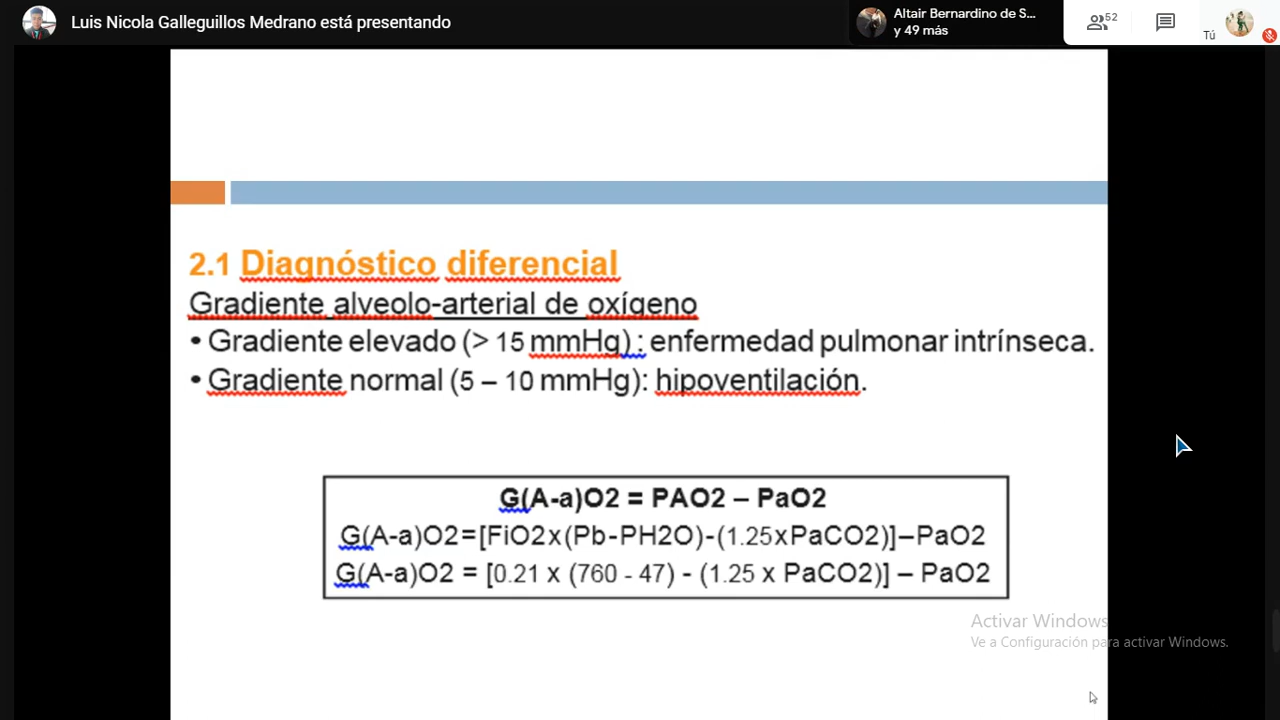 Luis Nicola Galleguillos Medrano está presentando
Altair Bernardino de S...
y 49 más
52
Tú
2.1 Diagnóstico diferencial
Gradiente alveolo-arterial de oxígeno
• Gradiente elevado (> 15 mmHg) : enfermedad pulmonar intrínseca.
• Gradiente normal (5 – 10 mmHg): hipoventilación.
G(A-a)O2 = PAO2 – PaO2
G(A-a)O2=[FiO2x(Pb-PH2O)-(1.25xPaCO2)]–PaO2
G(A-a)O2 = [0.21 x (760 - 47) - (1.25 x PaCO2)] – PaO2
Activar Windows
Ve a Configuración para activar Windows.